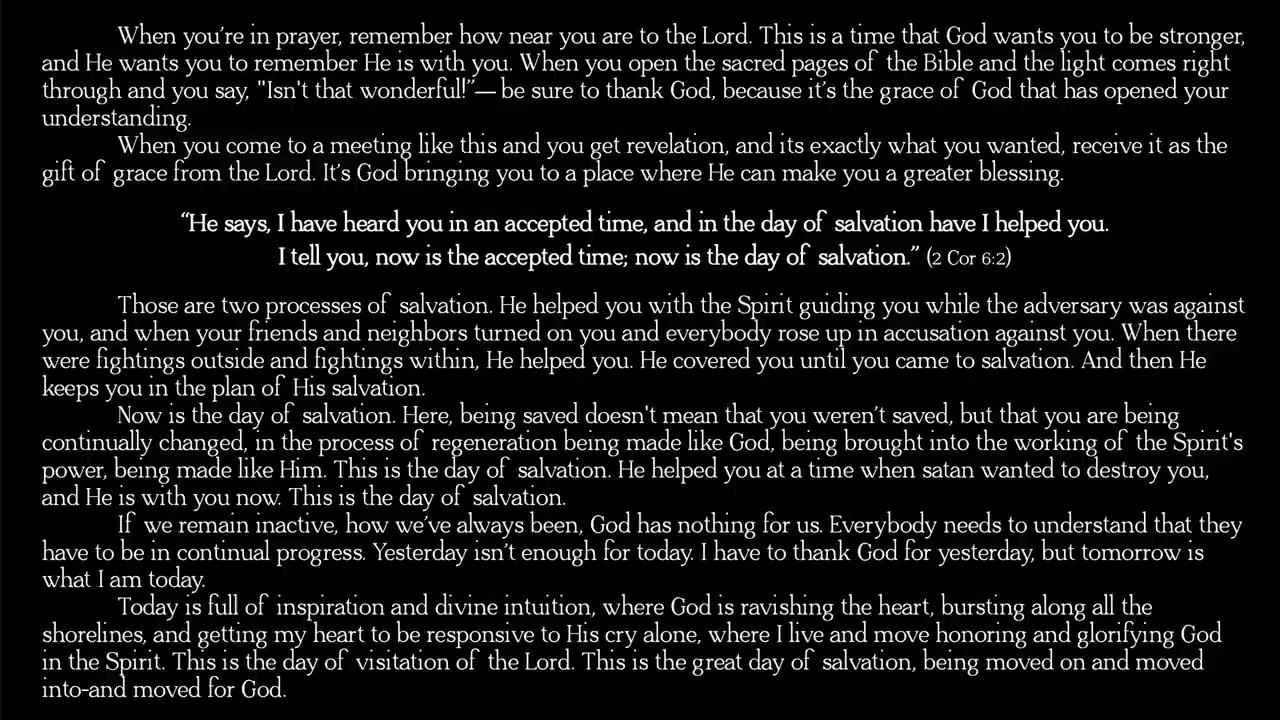 When you’re in prayer, remember how near you are to the Lord. This is a time that God wants you to be stronger,
and He wants you to remember He is with you. When you open the sacred pages of the Bible and the light comes right
through and you say, "Isn't that wonderful!”—be sure to thank God, because it’s the grace of God that has opened your
understanding.
When you come to a meeting like this and you get revelation, and its exactly what you wanted, receive it as the
gift of grace from the Lord. It’s God bringing you to a place where He can make you a greater blessing.
“He says, I have heard you in an accepted time, and in the day of salvation have I helped you.
I tell you, now is the accepted time; now is the day of salvation.” (2 Cor 6:2)
Those are two processes of salvation. He helped you with the Spirit guiding you while the adversary was against
you, and when your friends and neighbors turned on you and everybody rose up in accusation against you. When there
were fightings outside and fightings within, He helped you. He covered you until you came to salvation. And then He
keeps you in the plan of His salvation.
Now is the day of salvation. Here, being saved doesn't mean that you weren’t saved, but that you are being
continually changed, in the process of regeneration being made like God, being brought into the working of the Spirit's
power, being made like Him. This is the day of salvation. He helped you at a time when satan wanted to destroy you,
and He is with you now. This is the day of salvation.
If we remain inactive, how we’ve always been, God has nothing for us. Everybody needs to understand that they
have to be in continual progress. Yesterday isn’t enough for today. I have to thank God for yesterday, but tomorrow is
what I am today.
Today is full of inspiration and divine intuition, where God is ravishing the heart, bursting along all the
shorelines, and getting my heart to be responsive to His cry alone, where I live and move honoring and glorifying God
in the Spirit. This is the day of visitation of the Lord. This is the great day of salvation, being moved on and moved
into-and moved for God.